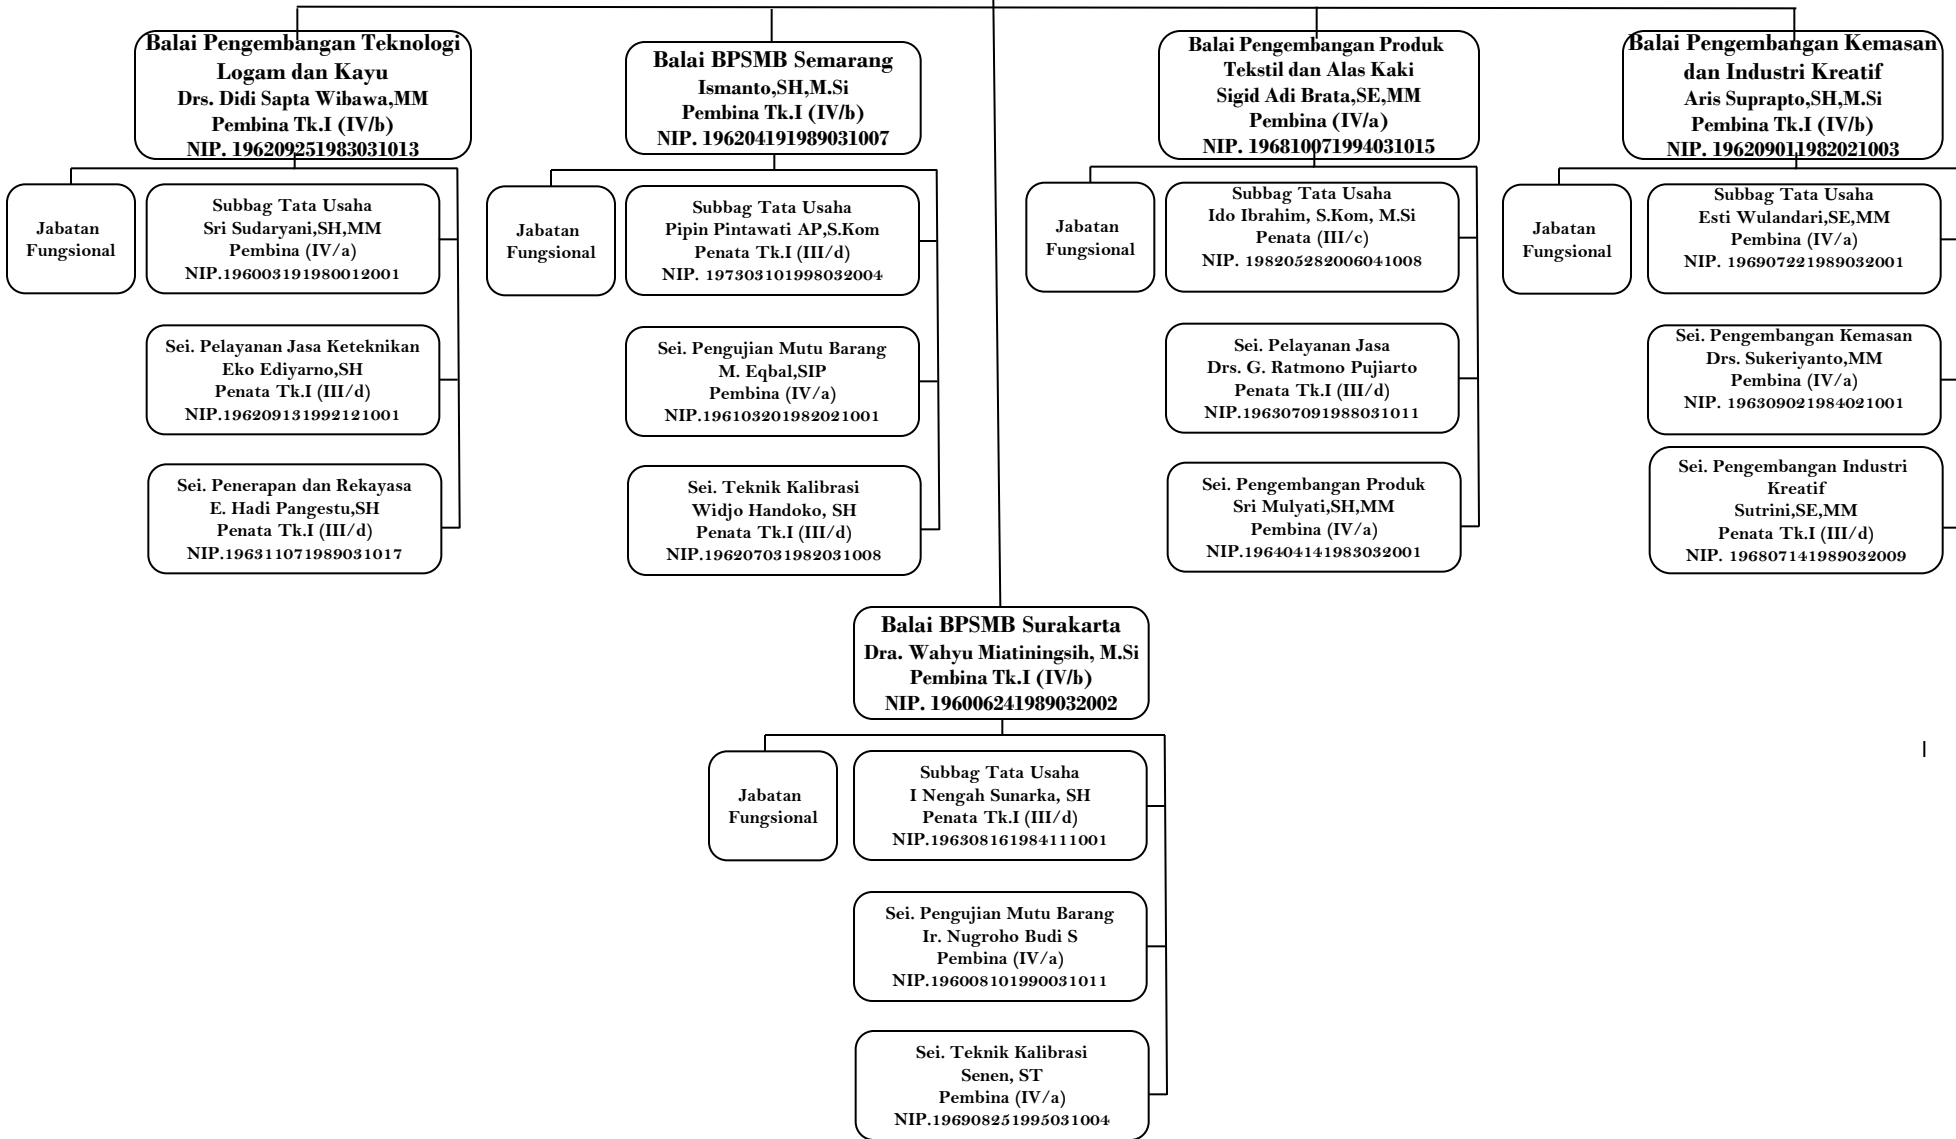 Balai Pengembangan Teknologi
Logam dan Kayu
Drs. Didi Sapta Wibawa,MM
Pembina Tk.I (IV/b)
NIP. 196209251983031013
Jabatan
Fungsional
Subbag Tata Usaha
Sri Sudaryani,SH,MM
Pembina (IV/a)
NIP.196003191980012001
Sei. Pelayanan Jasa Keteknikan
Eko Ediyarno,SH
Penata Tk.I (III/d)
NIP.196209131992121001
Sei. Penerapan dan Rekayasa
E. Hadi Pangestu,SH
Penata Tk.I (III/d)
NIP.196311071989031017
Balai BPSMB Semarang
Ismanto,SH,M.Si
Pembina Tk.I (IV/b)
NIP. 196204191989031007
Jabatan
Fungsional
Subbag Tata Usaha
Pipin Pintawati AP,S.Kom
Penata Tk.I (III/d)
NIP. 197303101998032004
Sei. Pengujian Mutu Barang
M. Eqbal,SIP
Pembina (IV/a)
NIP.196103201982021001
Sei. Teknik Kalibrasi
Widjo Handoko, SH
Penata Tk.I (III/d)
NIP.196207031982031008
Balai Pengembangan Produk
Tekstil dan Alas Kaki
Sigid Adi Brata,SE,MM
Pembina (IV/a)
NIP. 196810071994031015
Jabatan
Fungsional
Subbag Tata Usaha
Ido Ibrahim, S.Kom, M.Si
Penata (III/c)
NIP. 198205282006041008
Sei. Pelayanan Jasa
Drs. G. Ratmono Pujiarto
Penata Tk.I (III/d)
NIP.196307091988031011
Sei. Pengembangan Produk
Sri Mulyati,SH,MM
Pembina (IV/a)
NIP.196404141983032001
Balai Pengembangan Kemasan
dan Industri Kreatif
Aris Suprapto,SH,M.Si
Pembina Tk.I (IV/b)
NIP. 196209011982021003
Jabatan
Fungsional
Subbag Tata Usaha
Esti Wulandari,SE,MM
Pembina (IV/a)
NIP. 196907221989032001
Sei. Pengembangan Kemasan
Drs. Sukeriyanto,MM
Pembina (IV/a)
NIP. 196309021984021001
Sei. Pengembangan Industri
Kreatif
Sutrini,SE,MM
Penata Tk.I (III/d)
NIP. 196807141989032009
Balai BPSMB Surakarta
Dra. Wahyu Miatiningsih, M.Si
Pembina Tk.I (IV/b)
NIP. 196006241989032002
Jabatan
Fungsional
Subbag Tata Usaha
I Nengah Sunarka, SH
Penata Tk.I (III/d)
NIP.196308161984111001
Sei. Pengujian Mutu Barang
Ir. Nugroho Budi S
Pembina (IV/a)
NIP.196008101990031011
Sei. Teknik Kalibrasi
Senen, ST
Pembina (IV/a)
NIP.196908251995031004